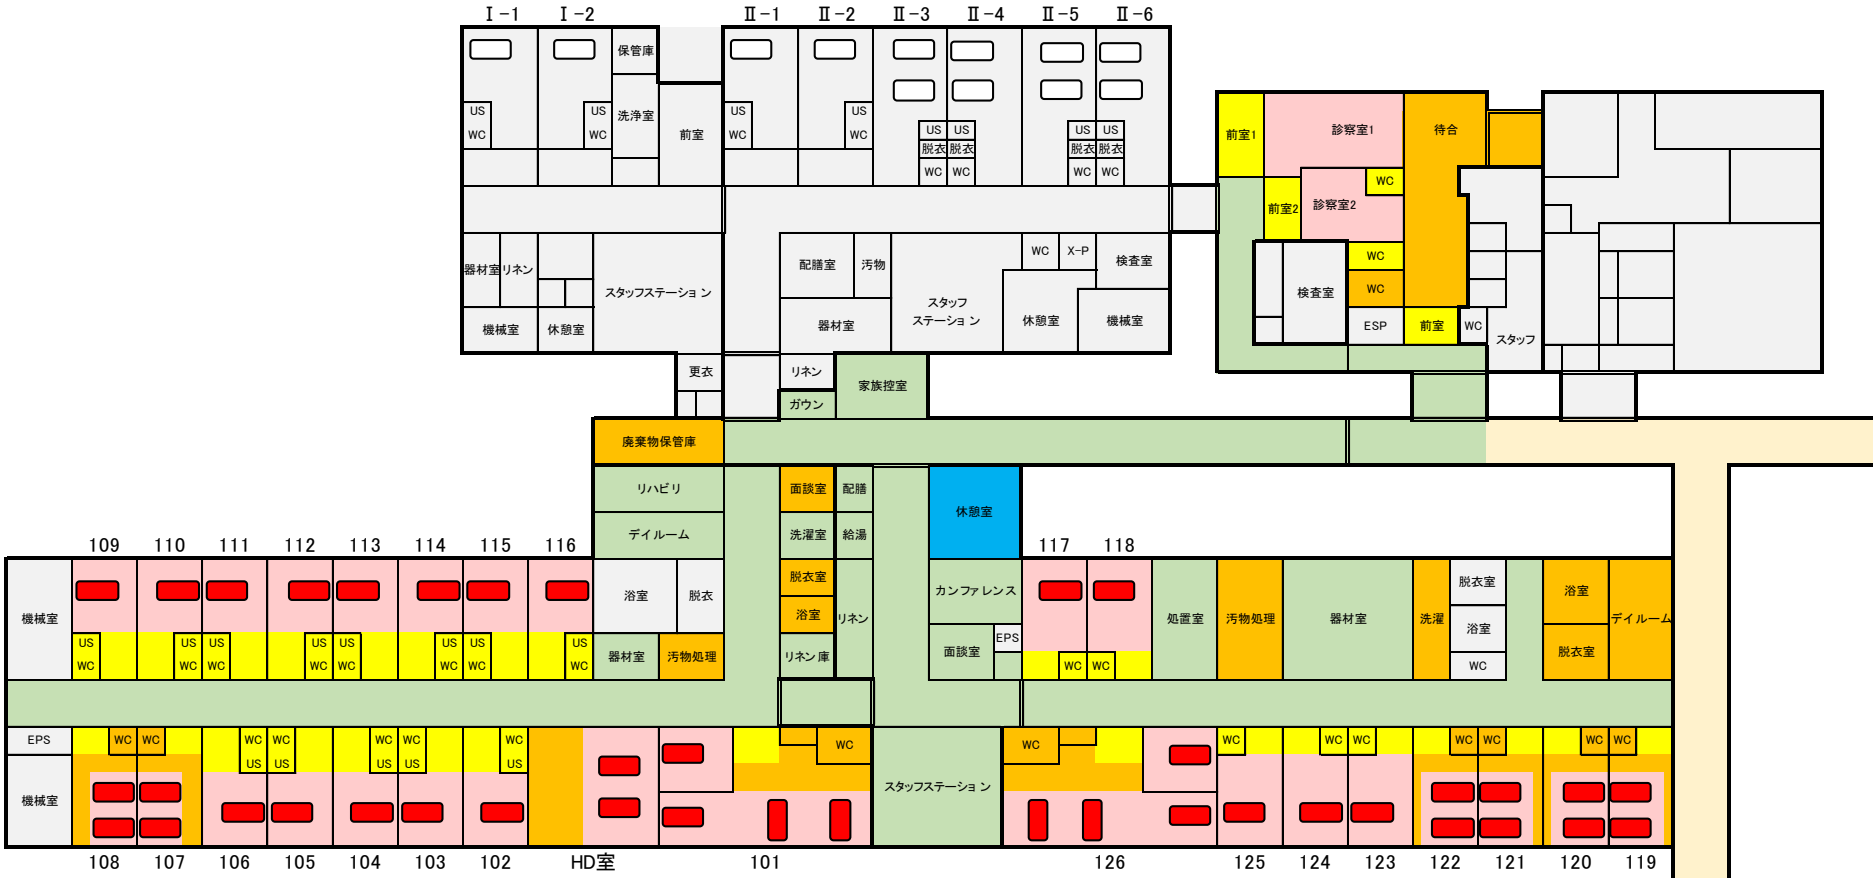 Ⅰ-1 Ⅰ-2 Ⅱ-1 Ⅱ-2 Ⅱ-3 Ⅱ-4 Ⅱ-5 Ⅱ-6
保管庫
US US 洗浄室 US US
WC WC 前室 WC WC
US US US US
脱衣 脱衣 脱衣 脱衣
WC WC WC WC
前室1 診察室1 待合
WC
前室2 診察室2
器材室 リネン スタッフステーション 配膳室 汚物 WC X-P 検査室
スタッフ
ステーション
機械室 休憩室 器材室 休憩室 機械室
WC
検査室 WC
ESP 前室 WC スタッフ
更衣 リネン 家族控室
ガウン
廃棄物保管庫
リハビリ 面談室 配膳 休憩室
デイルーム 洗濯室 給湯
109 110 111 112 113 114 115 116 117 118
機械室 浴室 脱衣 脱衣室 リネン カンファレンス 処置室 汚物処理 器材室 洗濯 脱衣室 浴室 デイルーム
浴室 浴室
US US US US US US US US 器材室 汚物処理 リネン庫 面談室 EPS 脱衣室
WC WC WC WC WC WC WC WC WC WC WC
EPS WC WC WC WC WC WC WC WC WC WC WC WC WC WC WC WC
US US US US US
機械室 スタッフステーション
108 107 106 105 104 103 102 HD室 101 126 125 124 123 122 121 120 119